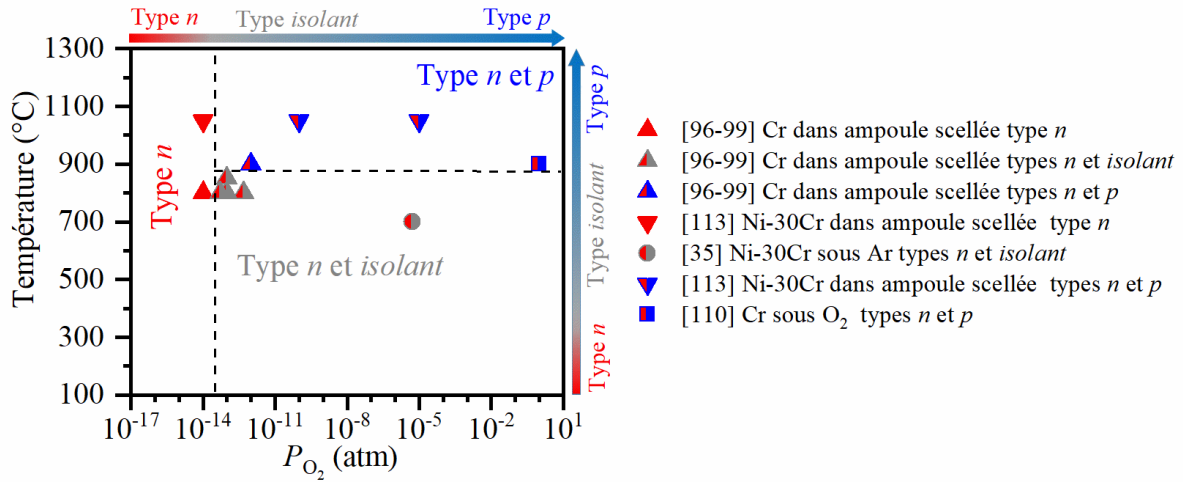 Type n Type isolant Type p
1300
1100
900
700
500
300
100
Température (°C)
Type n et p
Type n
Type n et isolant
Type p
Type isolant
Type n
10-17 10-14 10-11 10-8 10-5 10-2 101
PO2 (atm)
[96-99] Cr dans ampoule scellée type n
[96-99] Cr dans ampoule scellée types n et isolant
[96-99] Cr dans ampoule scellée types n et p
[113] Ni-30Cr dans ampoule scellée type n
[35] Ni-30Cr sous Ar types n et isolant
[113] Ni-30Cr dans ampoule scellée types n et p
[110] Cr sous O2 types n et p